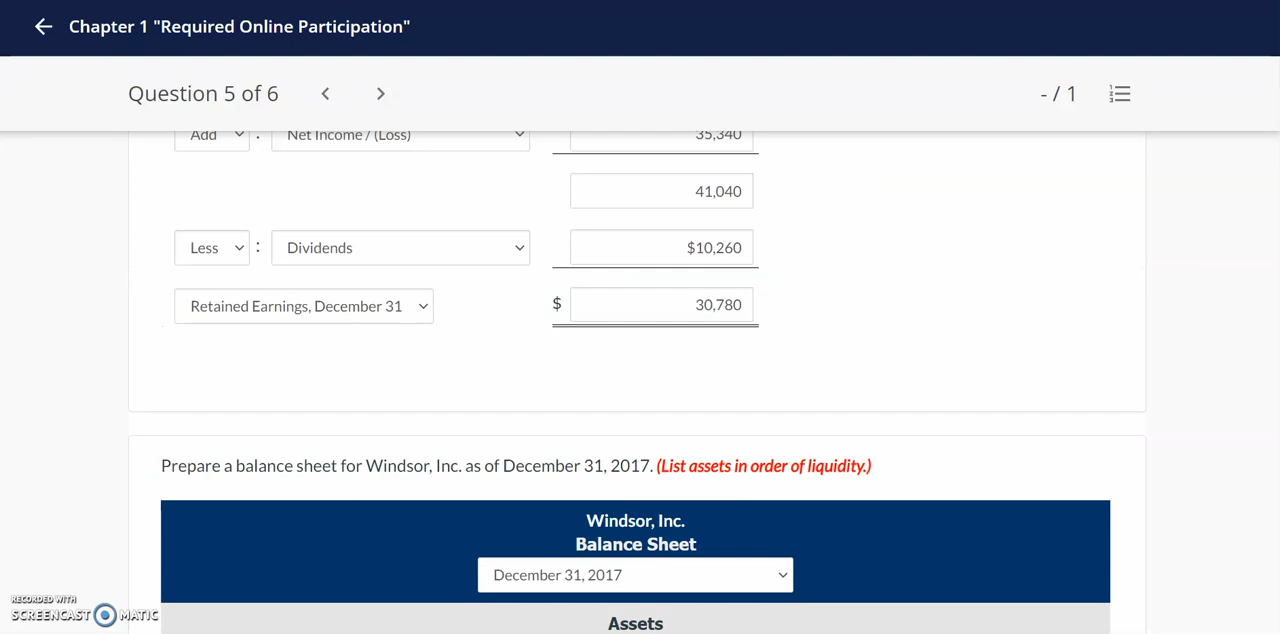 Chapter 1 "Required Online Participation"
Question 5 of 6
- / 1
Add : Net Income / (Loss) 35,340
41,040
Less : Dividends $10,260
Retained Earnings, December 31 $ 30,780
Prepare a balance sheet for Windsor, Inc. as of December 31, 2017. (List assets in order of liquidity.)
Windsor, Inc.
Balance Sheet
December 31, 2017
Assets
RECORDED WITH
SCREENCAST MATIC